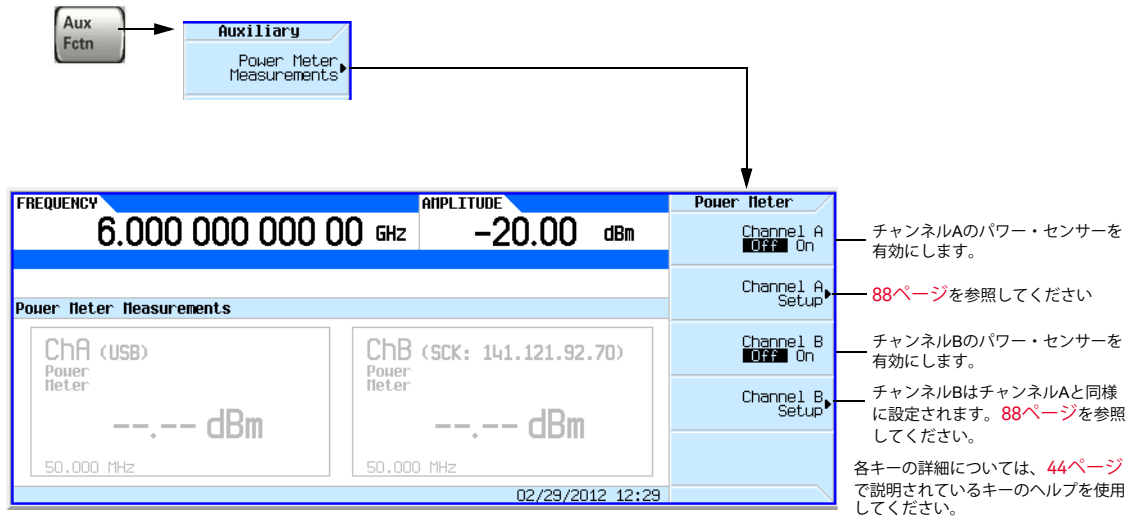 Aux
Fctn
Auxiliary
Power Meter
Measurements
FREQUENCY
6.000 000 000 00 GHz
AMPLITUDE
-20.00 dBm
Power Meter Measurements
ChA (USB)
Power
Meter
--.-- dBm
50.000 MHz
ChB (SCK: 141.121.92.70)
Power
Meter
--.-- dBm
50.000 MHz
02/29/2012 12:29
Power Meter
Channel A
Off On
Channel A
Setup
Channel B
Off On
Channel B
Setup
チャンネルAのパワー・センサーを
有効にします。
88ページを参照してください
チャンネルBのパワー・センサーを
有効にします。
チャンネルBはチャンネルAと同様
に設定されます。88ページを参照
してください。
各キーの詳細については、44ページ
で説明されているキーのヘルプを使用
してください。